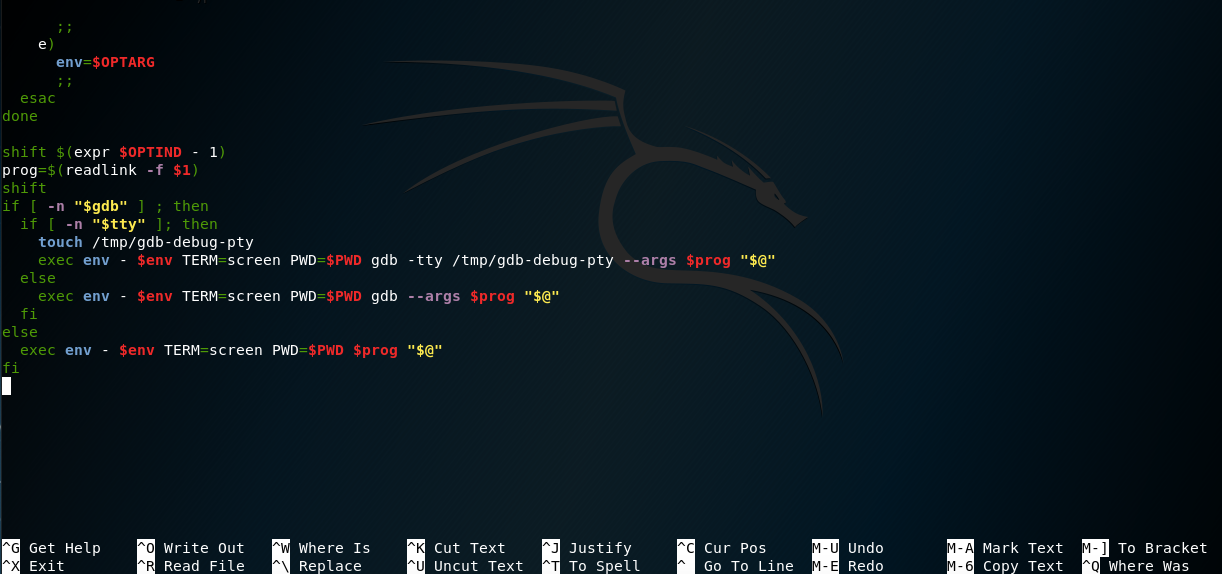 ;;
e)
env=$OPTARG
;;
esac
done
shift $(expr $OPTIND - 1)
prog=$(readlink -f $1)
shift
if [ -n "$gdb" ] ; then
if [ -n "$tty" ]; then
touch /tmp/gdb-debug-pty
exec env - $env TERM=screen PWD=$PWD gdb -tty /tmp/gdb-debug-pty --args $prog "$@"
else
exec env - $env TERM=screen PWD=$PWD gdb --args $prog "$@"
fi
else
exec env - $env TERM=screen PWD=$PWD $prog "$@"
fi
^G Get Help ^O Write Out ^W Where Is ^K Cut Text ^J Justify ^C Cur Pos M-U Undo M-A Mark Text M-] To Bracket
^X Exit ^R Read File ^\ Replace ^U Uncut Text ^T To Spell ^_ Go To Line M-E Redo M-6 Copy Text ^Q Where Was